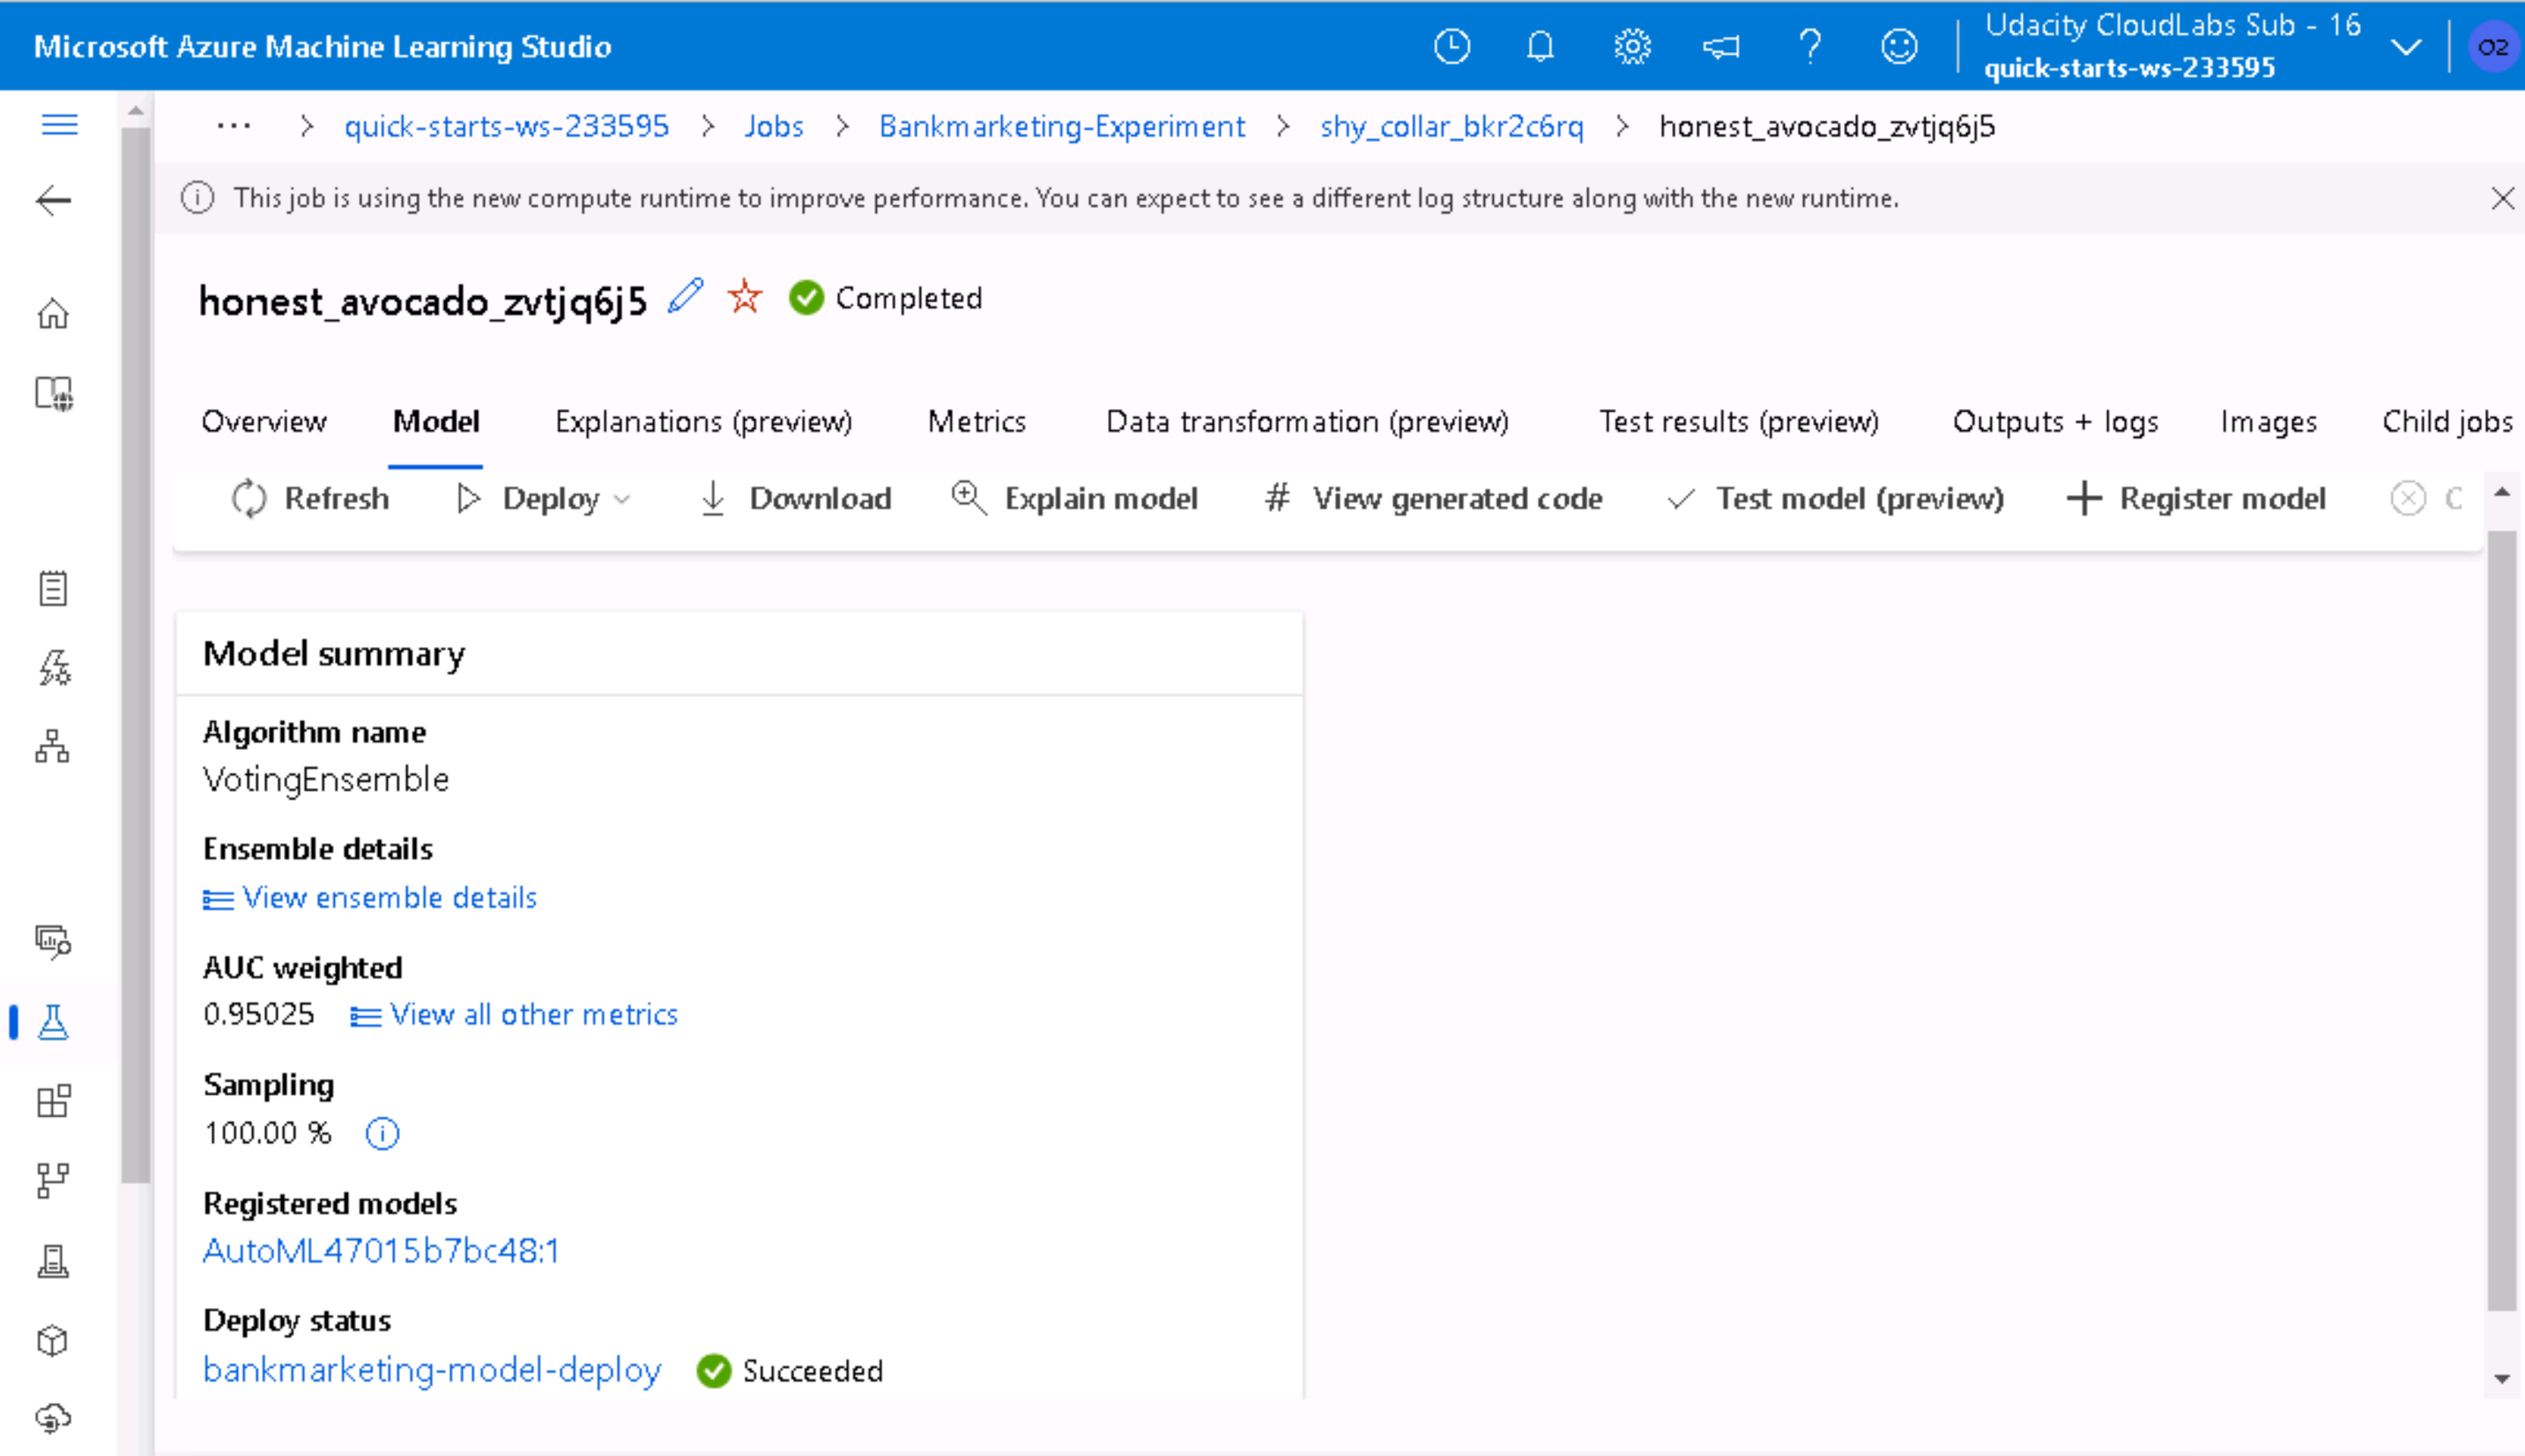 Microsoft Azure Machine Learning Studio
Udacity CloudLabs Sub - 16
quick-starts-ws-233595
O2
... > quick-starts-ws-233595 > Jobs > Bankmarketing-Experiment > shy_collar_bkr2c6rq > honest_avocado_zvtjq6j5
This job is using the new compute runtime to improve performance. You can expect to see a different log structure along with the new runtime.
honest_avocado_zvtjq6j5 Completed
Overview Model Explanations (preview) Metrics Data transformation (preview) Test results (preview) Outputs + logs Images Child jobs
Refresh Deploy Download Explain model # View generated code Test model (preview) Register model C
Model summary
Algorithm name
VotingEnsemble
Ensemble details
View ensemble details
AUC weighted
0.95025 View all other metrics
Sampling
100.00 %
Registered models
AutoML47015b7bc48:1
Deploy status
bankmarketing-model-deploy Succeeded